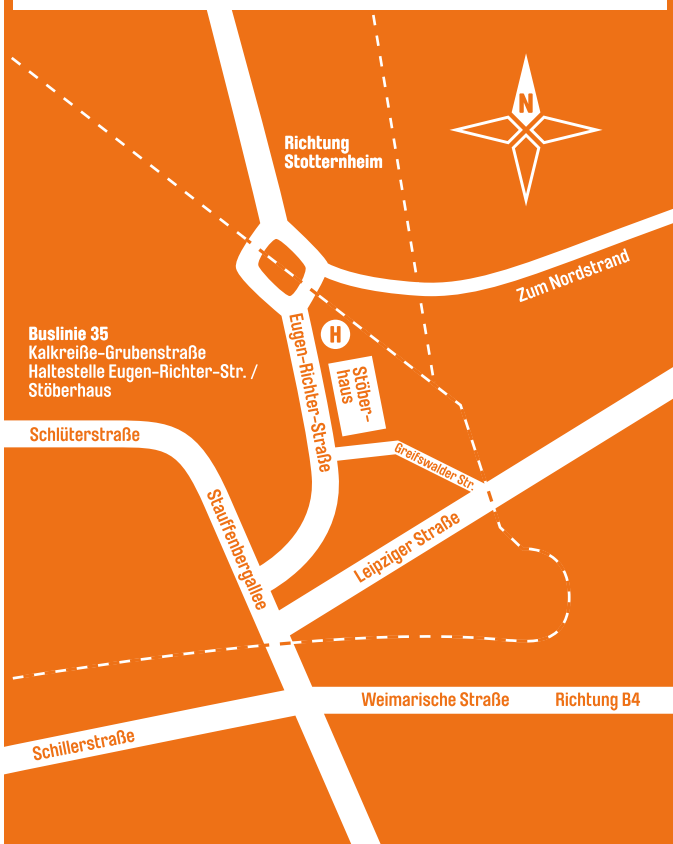 N
Richtung
Stotternheim
Zum Nordstrand
Buslinie 35
Kalkreiße-Grubenstraße
Haltestelle Eugen-Richter-Str. /
Stöberhaus
H
Eugen-Richter-Straße
Stöber-
haus
Schlüterstraße
Greifswalder Str.
Stauffenbergallee
Leipziger Straße
Weimarische Straße
Richtung B4
Schillerstraße